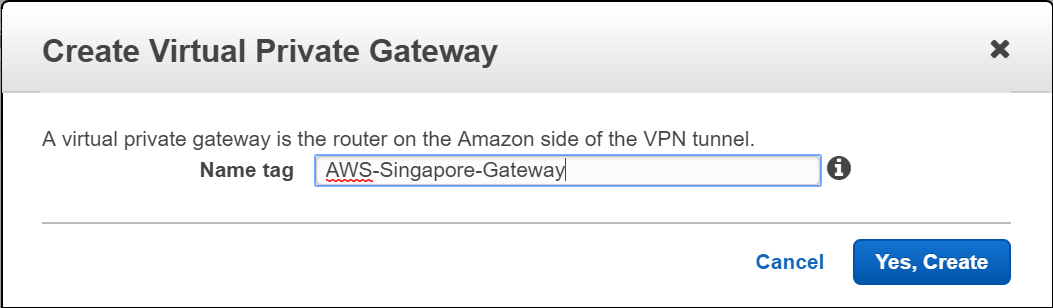 Create Virtual Private Gateway
A virtual private gateway is the router on the Amazon side of the VPN tunnel.
Name tag AWS-Singapore-Gateway
Cancel Yes, Create